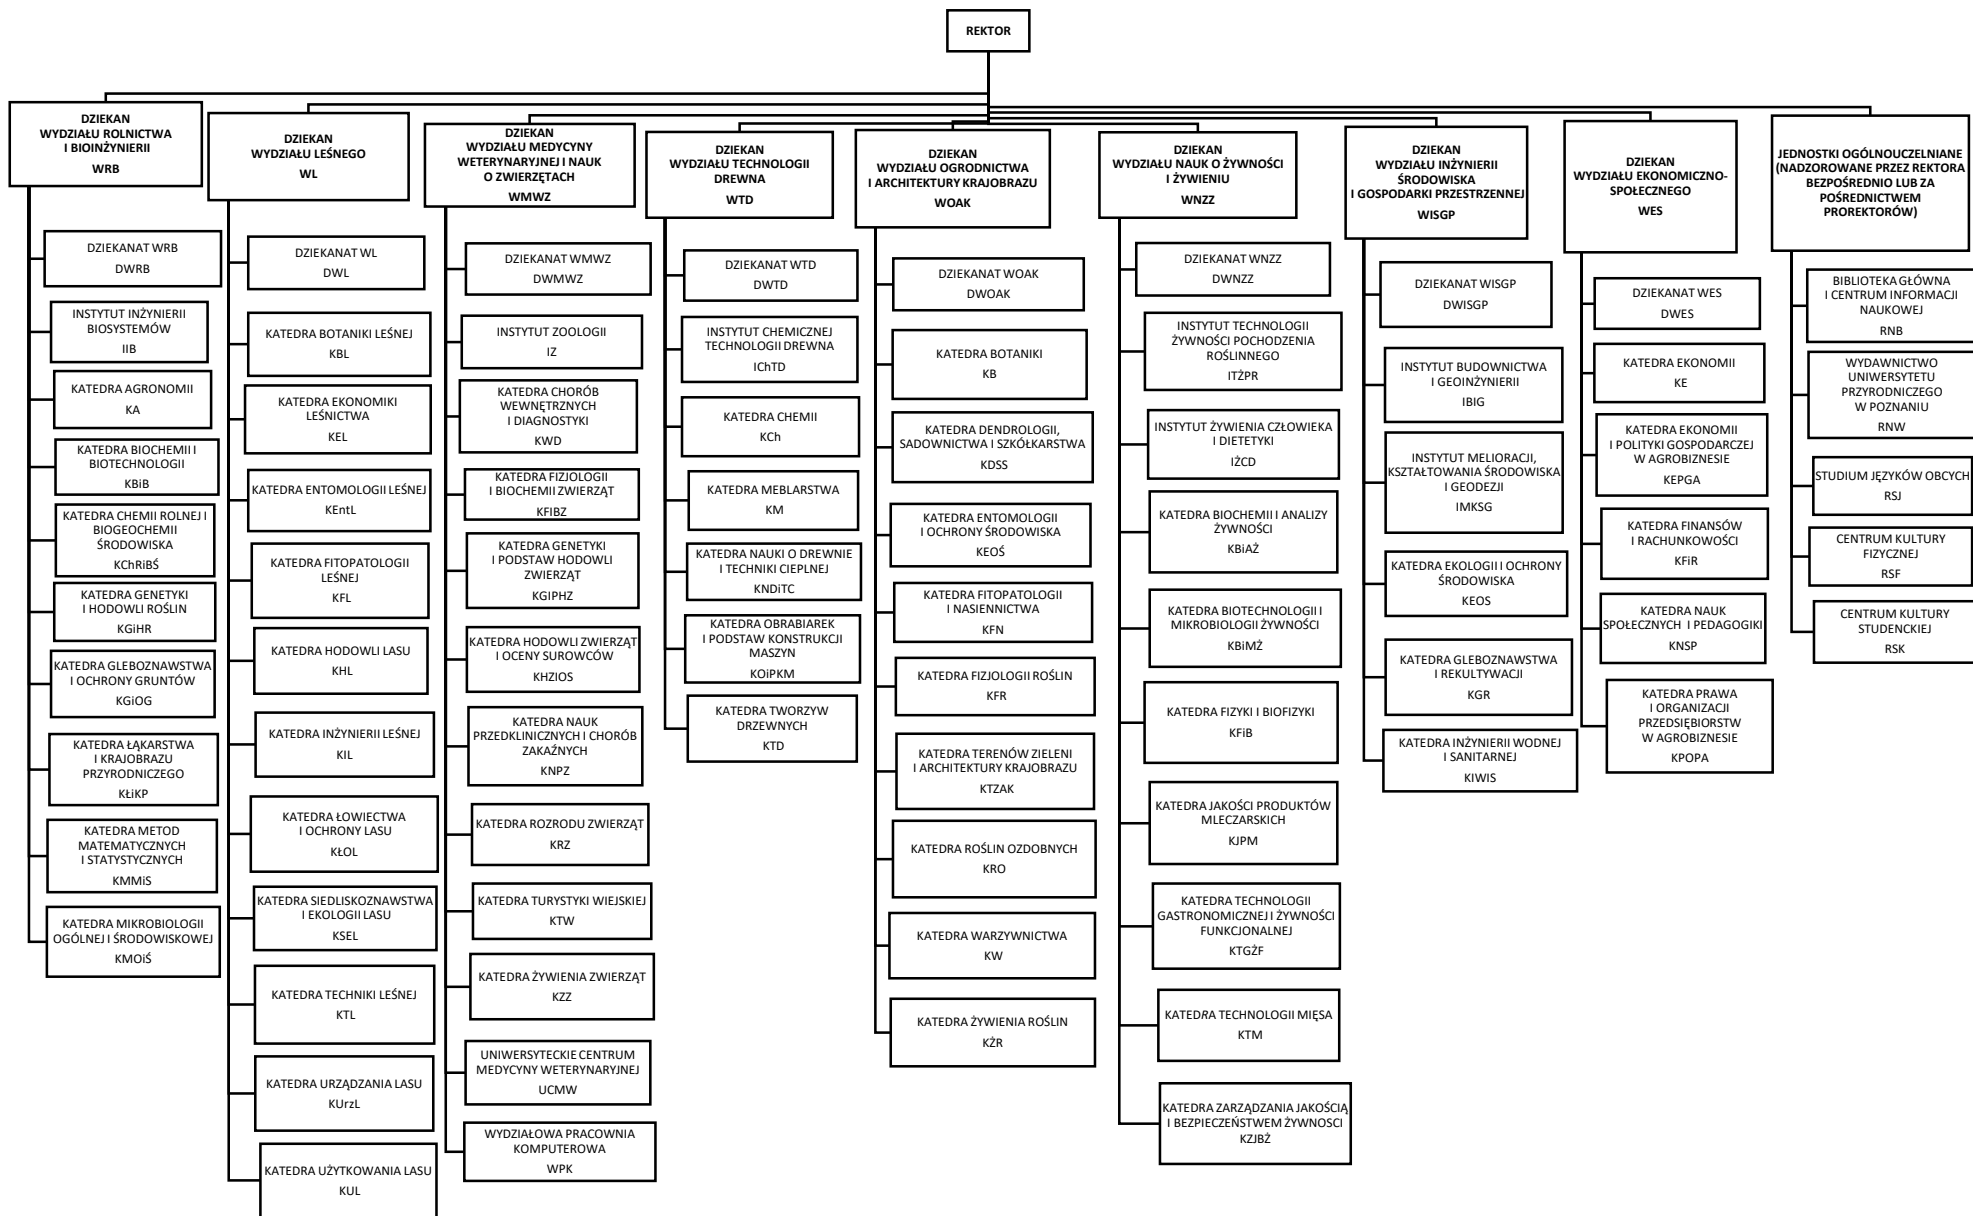 REKTOR
DZIEKAN
WYDZIAŁU ROLNICTWA
I BIOINŻYNIERII
WRB
DZIEKANAT WRB
DWRB
INSTYTUT INŻYNIERII
BIOSYSTEMÓW
IIB
KATEDRA AGRONOMII
KA
KATEDRA BIOCHEMII I
BIOTECHNOLOGII
KBiB
KATEDRA CHEMII ROLNEJ I
BIOGEOCHEMII
ŚRODOWISKA
KChRiBŚ
KATEDRA GENETYKI
I HODOWLI ROŚLIN
KGiHR
KATEDRA GLEBOZNAWSTWA
I OCHRONY GRUNTÓW
KGiOG
KATEDRA ŁĄKARSTWA
I KRAJOBRAZU
PRZYRODNICZEGO
KŁiKP
KATEDRA METOD
MATEMATYCZNYCH
I STATYSTYCZNYCH
KMMiS
KATEDRA MIKROBIOLOGII
OGÓLNEJ I ŚRODOWISKOWEJ
KMOiŚ
DZIEKAN
WYDZIAŁU LEŚNEGO
WL
DZIEKANAT WL
DWL
KATEDRA BOTANIKI LEŚNEJ
KBL
KATEDRA EKONOMIKI
LEŚNICTWA
KEL
KATEDRA ENTOMOLOGII LEŚNEJ
KEntL
KATEDRA FITOPATOLOGII
LEŚNEJ
KFL
KATEDRA HODOWLI LASU
KHL
KATEDRA INŻYNIERII LEŚNEJ
KIL
KATEDRA ŁOWIECTWA
I OCHRONY LASU
KŁOL
KATEDRA SIEDLISKOZNAWSTWA
I EKOLOGII LASU
KSEL
KATEDRA TECHNIKI LEŚNEJ
KTL
KATEDRA URZĄDZANIA LASU
KUrzL
KATEDRA UŻYTKOWANIA LASU
KUL
DZIEKAN
WYDZIAŁU MEDYCYNY
WETERYNARYJNEJ I NAUK
O ZWIERZĘTACH
WMWZ
DZIEKANAT WMWZ
DWMWZ
INSTYTUT ZOOLOGII
IZ
KATEDRA CHORÓB
WEWNĘTRZNYCH
I DIAGNOSTYKI
KWD
KATEDRA FIZJOLOGII
I BIOCHEMII ZWIERZĄT
KFIBZ
KATEDRA GENETYKI
I PODSTAW HODOWLI
ZWIERZĄT
KGIPHZ
KATEDRA HODOWLI ZWIERZĄT
I OCENY SUROWCÓW
KHZIOS
KATEDRA NAUK
PRZEDKLINICZNYCH I CHORÓB
ZAKAŹNYCH
KNPZ
KATEDRA ROZRODU ZWIERZĄT
KRZ
KATEDRA TURYSTYKI WIEJSKIEJ
KTW
KATEDRA ŻYWIENIA ZWIERZĄT
KZZ
UNIWERSYTECKIE CENTRUM
MEDYCYNY WETERYNARYJNEJ
UCMW
WYDZIAŁOWA PRACOWNIA
KOMPUTEROWA
WPK
DZIEKAN
WYDZIAŁU TECHNOLOGII
DREWNA
WTD
DZIEKANAT WTD
DWTD
INSTYTUT CHEMICZNEJ
TECHNOLOGII DREWNA
IChTD
KATEDRA CHEMII
KCh
KATEDRA MEBLARSTWA
KM
KATEDRA NAUKI O DREWNIE
I TECHNIKI CIEPLNEJ
KNDiTC
KATEDRA OBRABIAREK
I PODSTAW KONSTRUKCJI
MASZYN
KOiPKM
KATEDRA TWORZYW
DRZEWNYCH
KTD
DZIEKAN
WYDZIAŁU OGRODNICTWA
I ARCHITEKTURY KRAJOBRAZU
WOAK
DZIEKANAT WOAK
DWOAK
KATEDRA BOTANIKI
KB
KATEDRA DENDROLOGII,
SADOWNICTWA I SZKÓŁKARSTWA
KDSS
KATEDRA ENTOMOLOGII
I OCHRONY ŚRODOWISKA
KEOŚ
KATEDRA FITOPATOLOGII
I NASIENNICTWA
KFN
KATEDRA FIZJOLOGII ROŚLIN
KFR
KATEDRA TERENÓW ZIELENI
I ARCHITEKTURY KRAJOBRAZU
KTZAK
KATEDRA ROŚLIN OZDOBNYCH
KRO
KATEDRA WARZYWNICTWA
KW
KATEDRA ŻYWIENIA ROŚLIN
KŻR
DZIEKAN
WYDZIAŁU NAUK O ŻYWNOŚCI
I ŻYWIENIU
WNZZ
DZIEKANAT WNZZ
DWNZZ
INSTYTUT TECHNOLOGII
ŻYWNOŚCI POCHODZENIA
ROŚLINNEGO
ITŻPR
INSTYTUT ŻYWIENIA CZŁOWIEKA
I DIETETYKI
IŻCD
KATEDRA BIOCHEMII I ANALIZY
ŻYWNOŚCI
KBiAŻ
KATEDRA BIOTECHNOLOGII I
MIKROBIOLOGII ŻYWNOŚCI
KBiMŻ
KATEDRA FIZYKI I BIOFIZYKI
KFiB
KATEDRA JAKOŚCI PRODUKTÓW
MLECZARSKICH
KJPM
KATEDRA TECHNOLOGII
GASTRONOMICZNEJ I ŻYWNOŚCI
FUNKCJONALNEJ
KTGŻF
KATEDRA TECHNOLOGII MIĘSA
KTM
KATEDRA ZARZĄDZANIA JAKOŚCIĄ
I BEZPIECZEŃSTWEM ŻYWNOSCI
KZJBŻ
DZIEKAN
WYDZIAŁU INŻYNIERII
ŚRODOWISKA
I GOSPODARKI PRZESTRZENNEJ
WISGP
DZIEKANAT WISGP
DWISGP
INSTYTUT BUDOWNICTWA
I GEOINŻYNIERII
IBIG
INSTYTUT MELIORACJI,
KSZTAŁTOWANIA ŚRODOWISKA
I GEODEZJI
IMKSG
KATEDRA EKOLOGII I OCHRONY
ŚRODOWISKA
KEOS
KATEDRA GLEBOZNAWSTWA
I REKULTYWACJI
KGR
KATEDRA INŻYNIERII WODNEJ
I SANITARNEJ
KIWIS
DZIEKAN
WYDZIAŁU EKONOMICZNO-
SPOŁECZNEGO
WES
DZIEKANAT WES
DWES
KATEDRA EKONOMII
KE
KATEDRA EKONOMII
I POLITYKI GOSPODARCZEJ
W AGROBIZNESIE
KEPGA
KATEDRA FINANSÓW
I RACHUNKOWOŚCI
KFiR
KATEDRA NAUK
SPOŁECZNYCH I PEDAGOGIKI
KNSP
KATEDRA PRAWA
I ORGANIZACJI
PRZEDSIĘBIORSTW
W AGROBIZNESIE
KPOPA
JEDNOSTKI OGÓLNOUCZELNIANE
(NADZOROWANE PRZEZ REKTORA
BEZPOŚREDNIO LUB ZA
POŚREDNICTWEM
PROREKTORÓW)
BIBLIOTEKA GŁÓWNA
I CENTRUM INFORMACJI
NAUKOWEJ
RNB
WYDAWNICTWO
UNIWERSYTETU
PRZYRODNICZEGO
W POZNANIU
RNW
STUDIUM JĘZYKÓW OBCYCH
RSJ
CENTRUM KULTURY
FIZYCZNEJ
RSF
CENTRUM KULTURY
STUDENCKIEJ
RSK